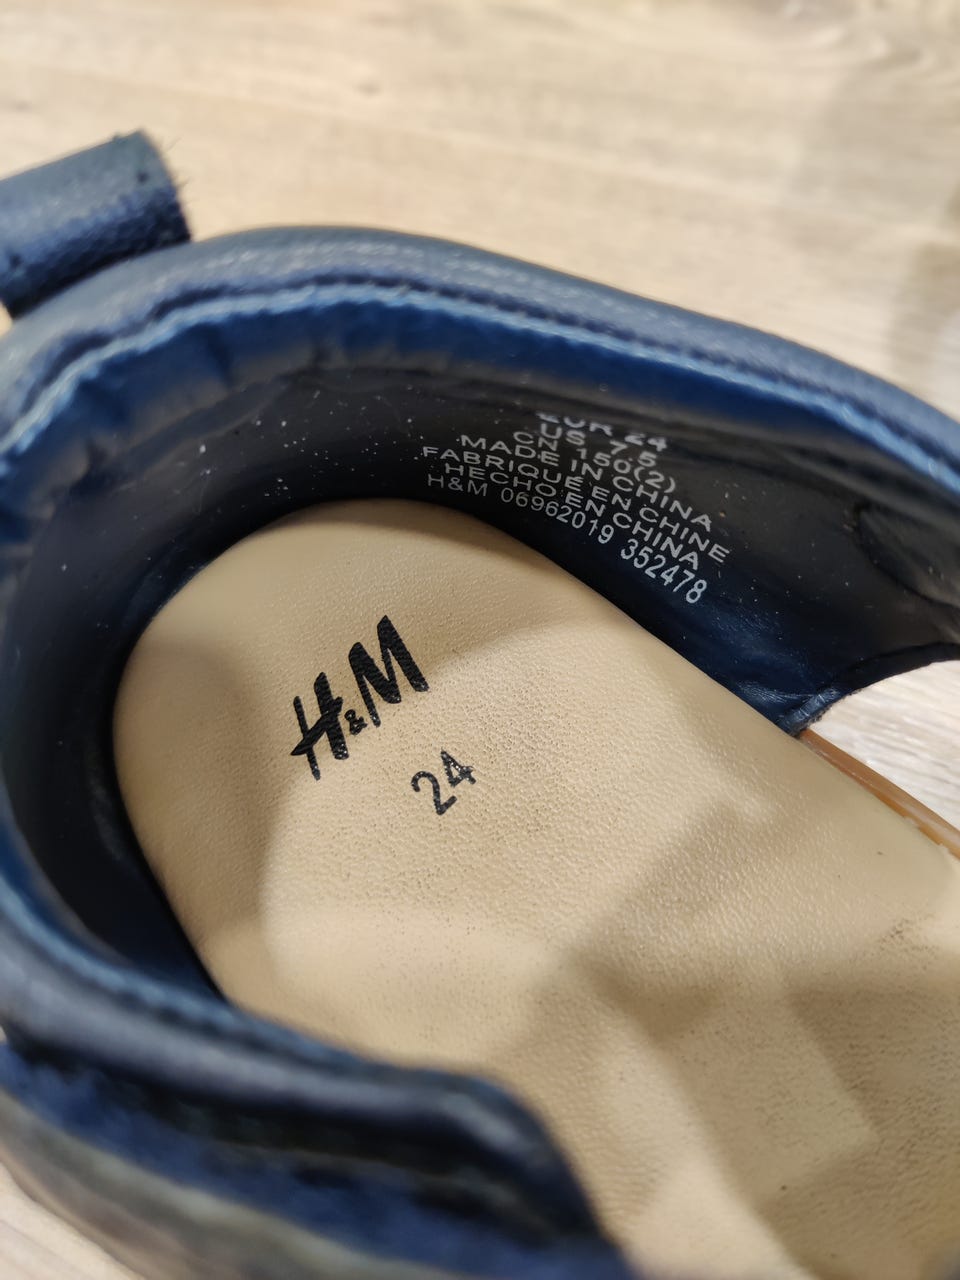 EUR 24
US 7.5
CN 150(2)
MADE IN CHINA
FABRIQUÉ EN CHINE
HECHO EN CHINA
H&M 06962019 352478
H&M
24